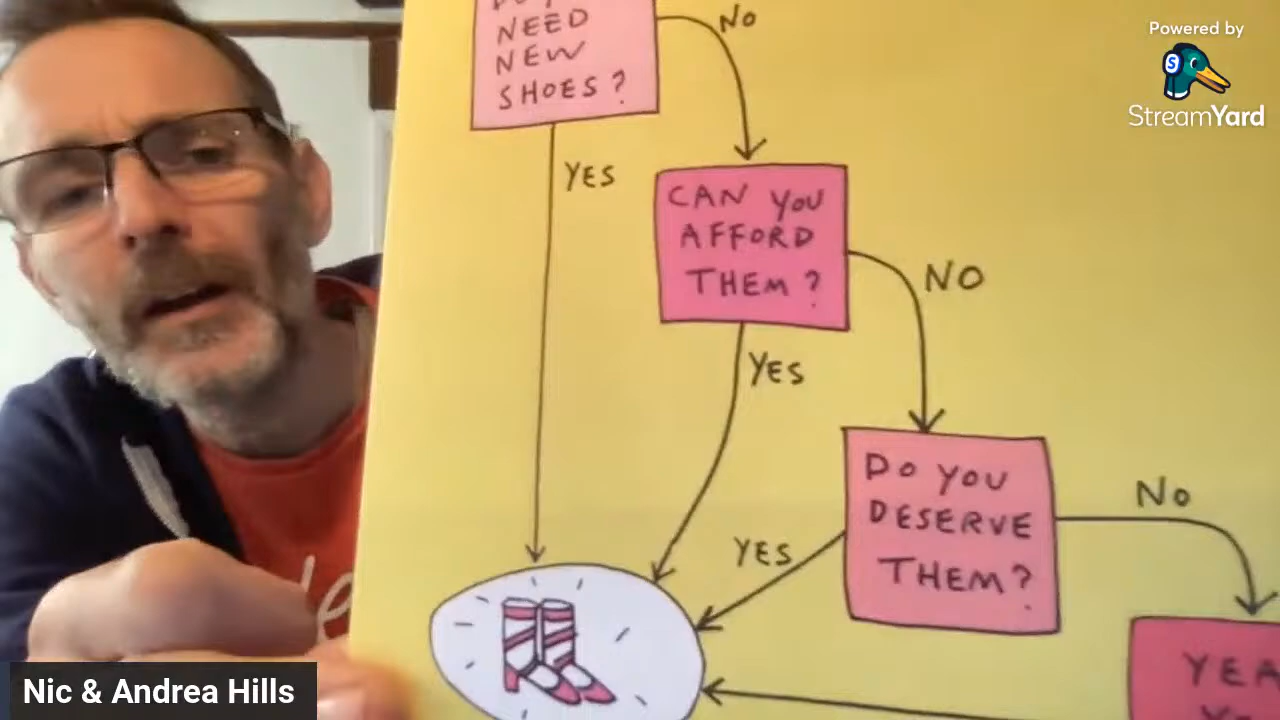 NEED
NEW
SHOES?
NO
YES
CAN YOU
AFFORD
THEM?
NO
YES
DO YOU
DESERVE
THEM?
NO
YES
Powered by
S
StreamYard
Nic & Andrea Hills